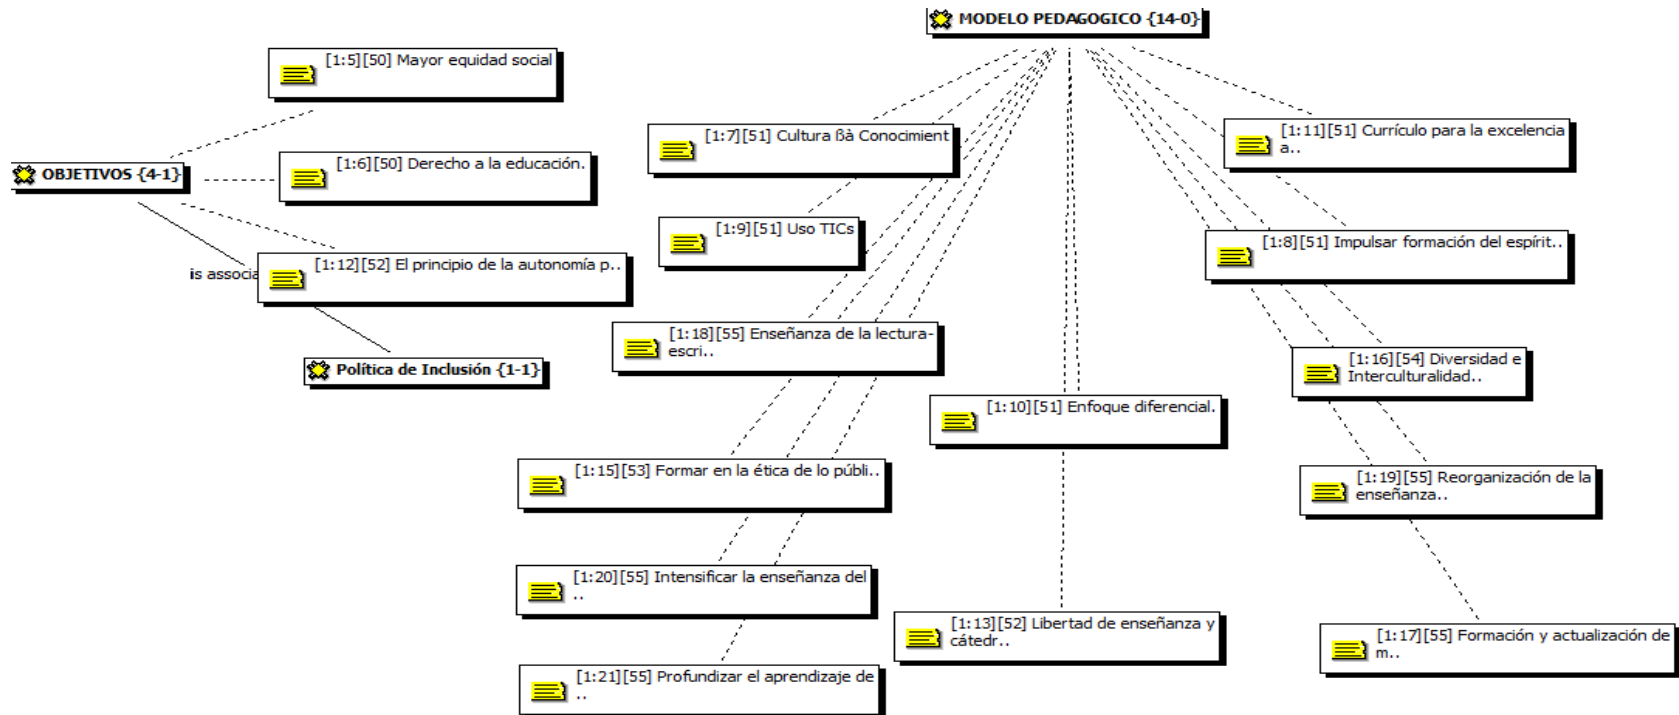 MODELO PEDAGOGICO {14-0}
[1:5][50] Mayor equidad social
[1:7][51] Cultura ßà Conocimient
[1:11][51] Currículo para la excelencia
a..
[1:6][50] Derecho a la educación.
OBJETIVOS {4-1}
[1:9][51] Uso TICs
[1:8][51] Impulsar formación del espírit..
[1:12][52] El principio de la autonomía p..
is associa
[1:18][55] Enseñanza de la lectura-
escri..
Política de Inclusión {1-1}
[1:16][54] Diversidad e
Interculturalidad..
[1:10][51] Enfoque diferencial.
[1:15][53] Formar en la ética de lo públi..
[1:19][55] Reorganización de la
enseñanza..
[1:20][55] Intensificar la enseñanza del
..
[1:13][52] Libertad de enseñanza y
cátedr..
[1:17][55] Formación y actualización de
m..
[1:21][55] Profundizar el aprendizaje de
..